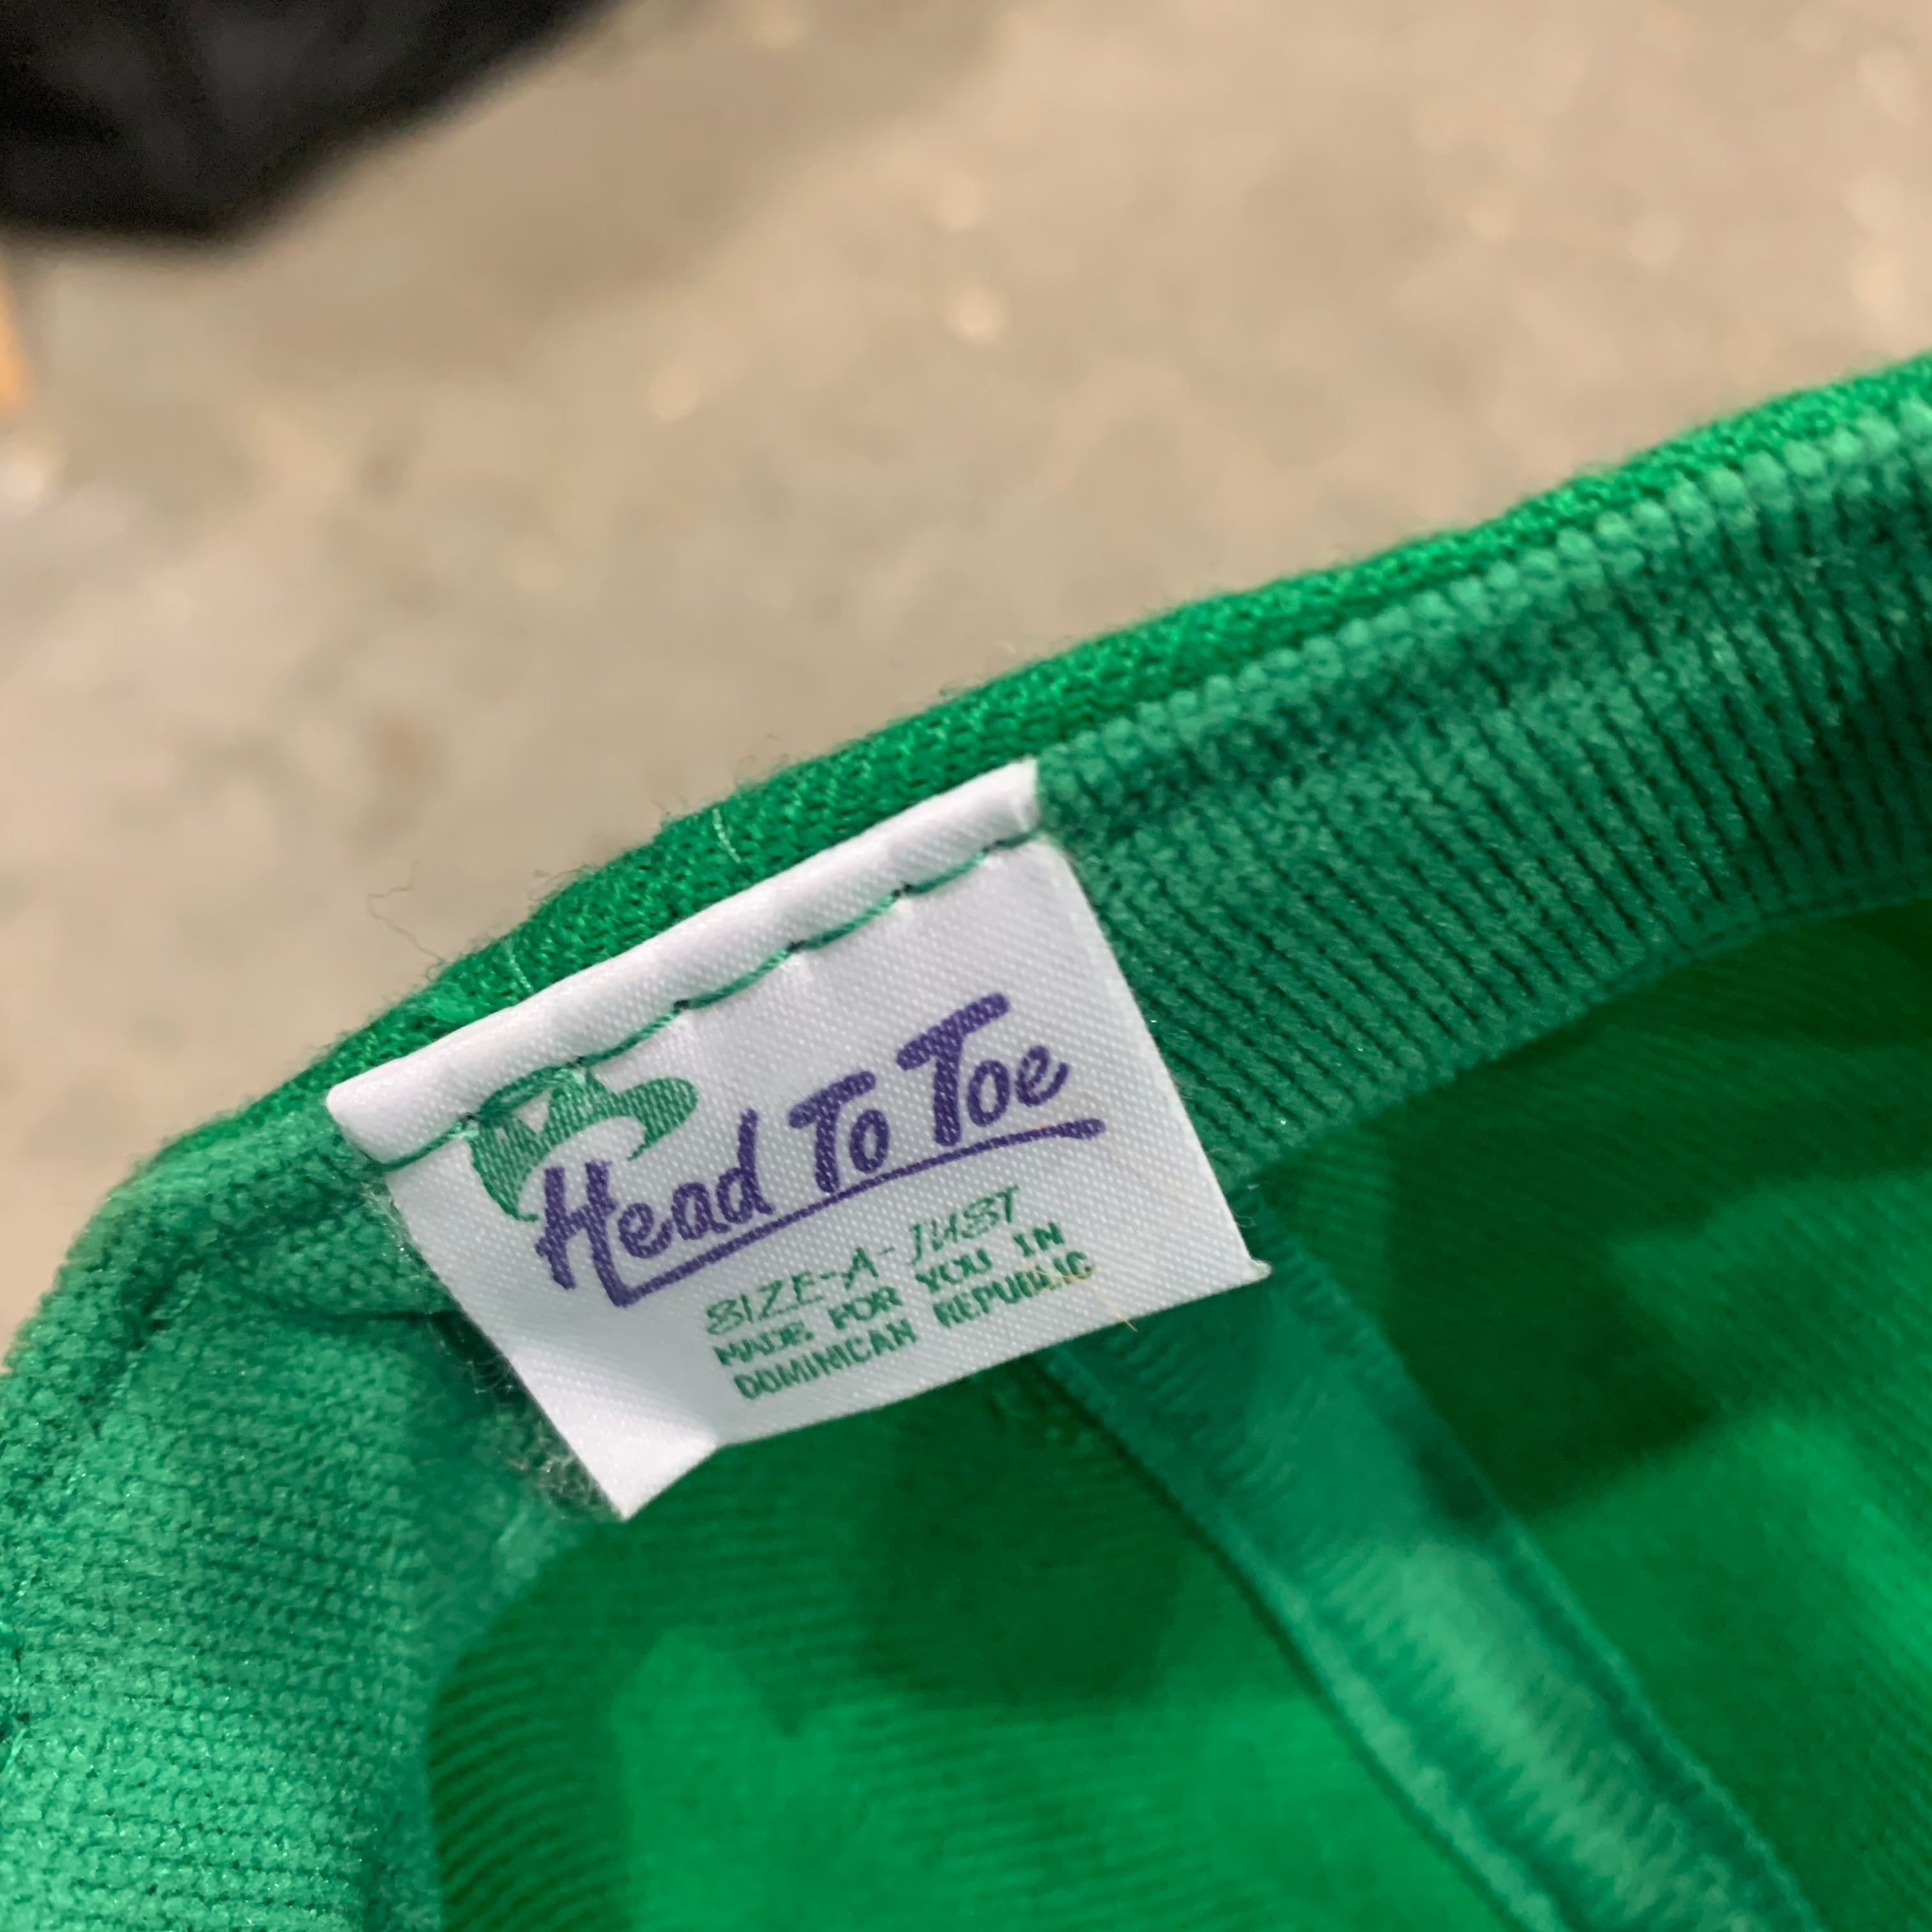 Head To Toe
SIZE-A-JUST
MADE FOR YOU IN
DOMINICAN REPUBLIC